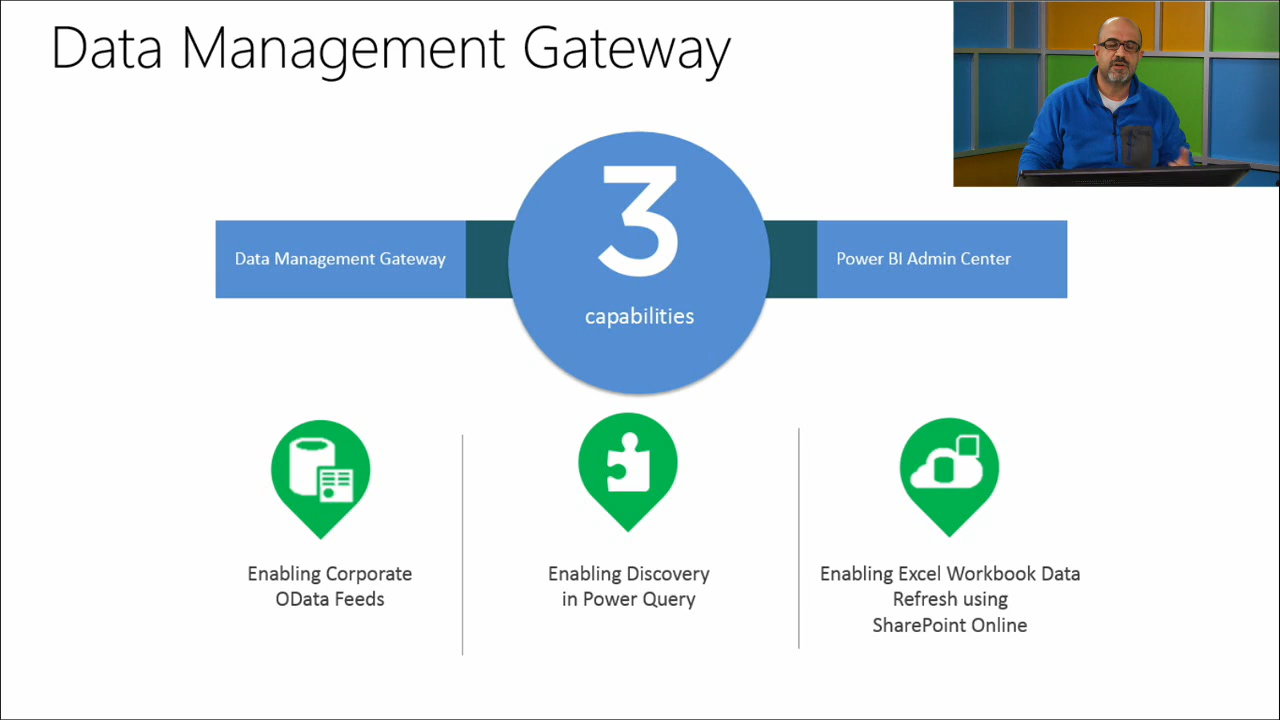 Data Management Gateway
3
capabilities
Data Management Gateway
Power BI Admin Center
Enabling Corporate
OData Feeds
Enabling Discovery
in Power Query
Enabling Excel Workbook Data
Refresh using
SharePoint Online